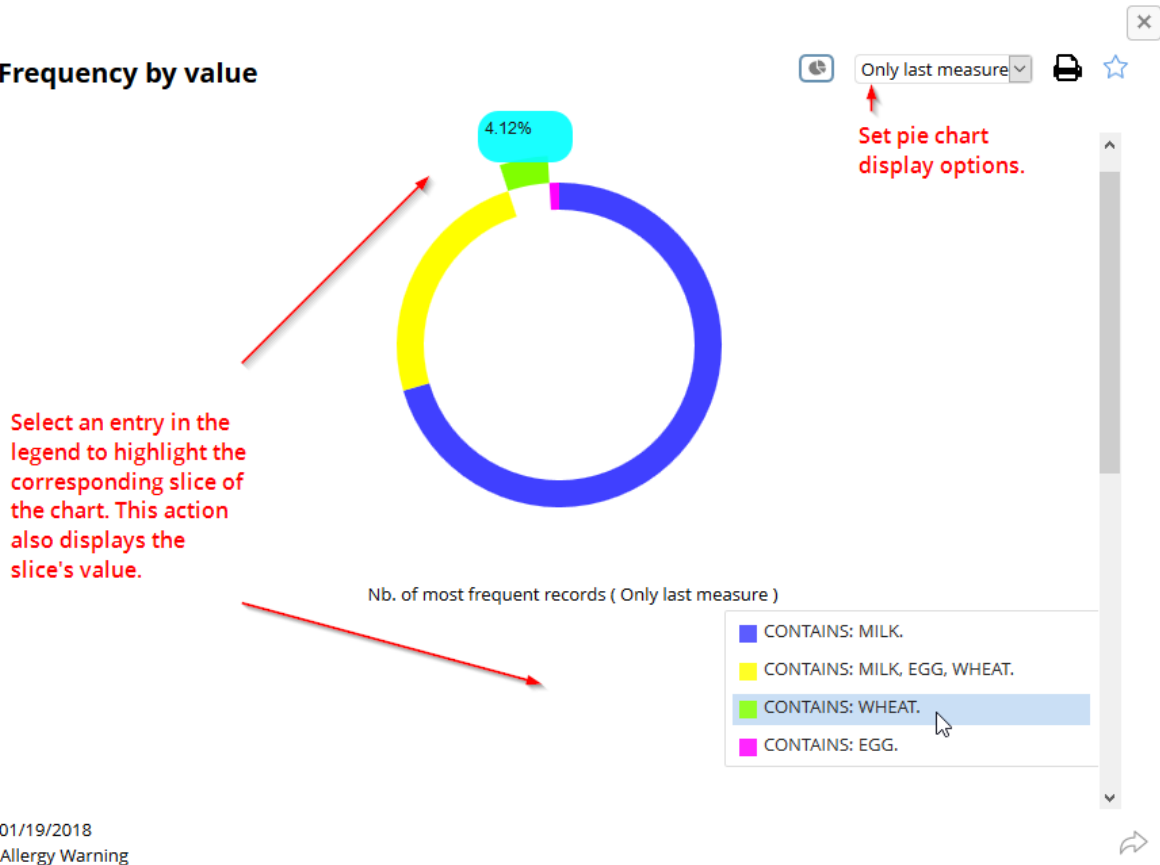 Frequency by value
Only last measure
4.12%
Set pie chart
display options.
Select an entry in the
legend to highlight the
corresponding slice of
the chart. This action
also displays the
slice's value.
Nb. of most frequent records ( Only last measure )
CONTAINS: MILK.
CONTAINS: MILK, EGG, WHEAT.
CONTAINS: WHEAT.
CONTAINS: EGG.
01/19/2018
Allergy Warning